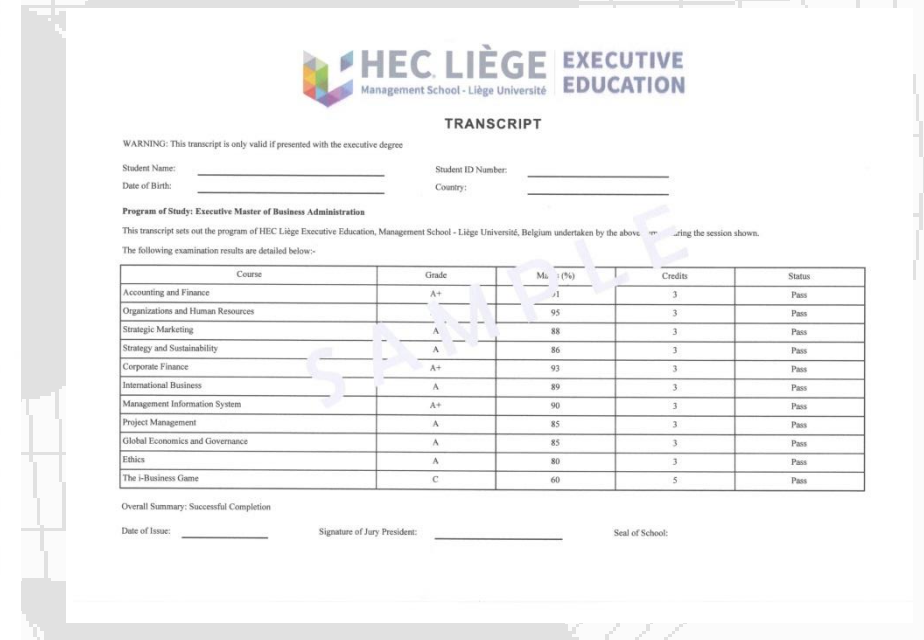 HEC LIÈGE
Management School - Liège Université
EXECUTIVE
EDUCATION
TRANSCRIPT
WARNING: This transcript is only valid if presented with the executive degree
Student Name: Student ID Number:
Date of Birth: Country:
Program of Study: Executive Master of Business Administration
This transcript sets out the program of HEC Liège Executive Education, Management School - Liège Université, Belgium undertaken by the above during the session shown.
The following examination results are detailed below:-
Course Grade (%) Credits Status
Accounting and Finance A+ 3 Pass
Organizations and Human Resources 95 3 Pass
Strategic Marketing A 88 3 Pass
Strategy and Sustainability A 86 3 Pass
Corporate Finance A+ 93 3 Pass
International Business A 89 3 Pass
Management Information System A+ 90 3 Pass
Project Management A 85 3 Pass
Global Economics and Governance A 85 3 Pass
Ethics A 80 3 Pass
The i-Business Game C 60 5 Pass
Overall Summary: Successful Completion
Date of Issue: Signature of Jury President: Seal of School:
SAMPLE